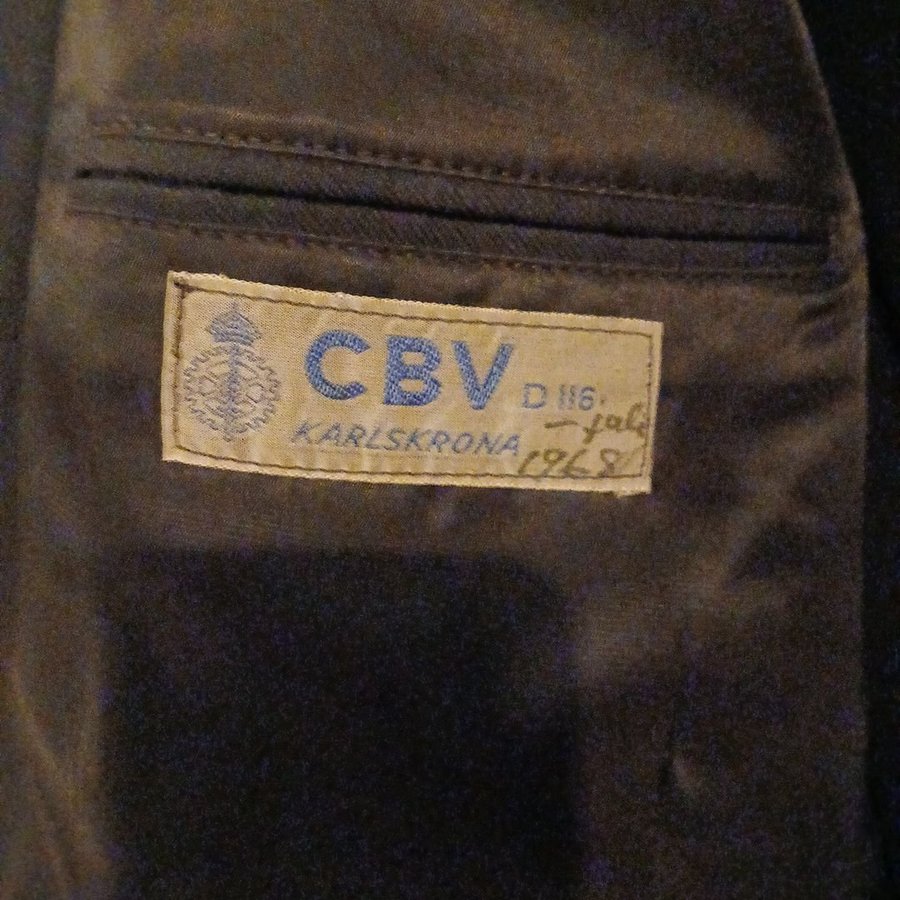 CBV D 116
KARLSKRONA
1968